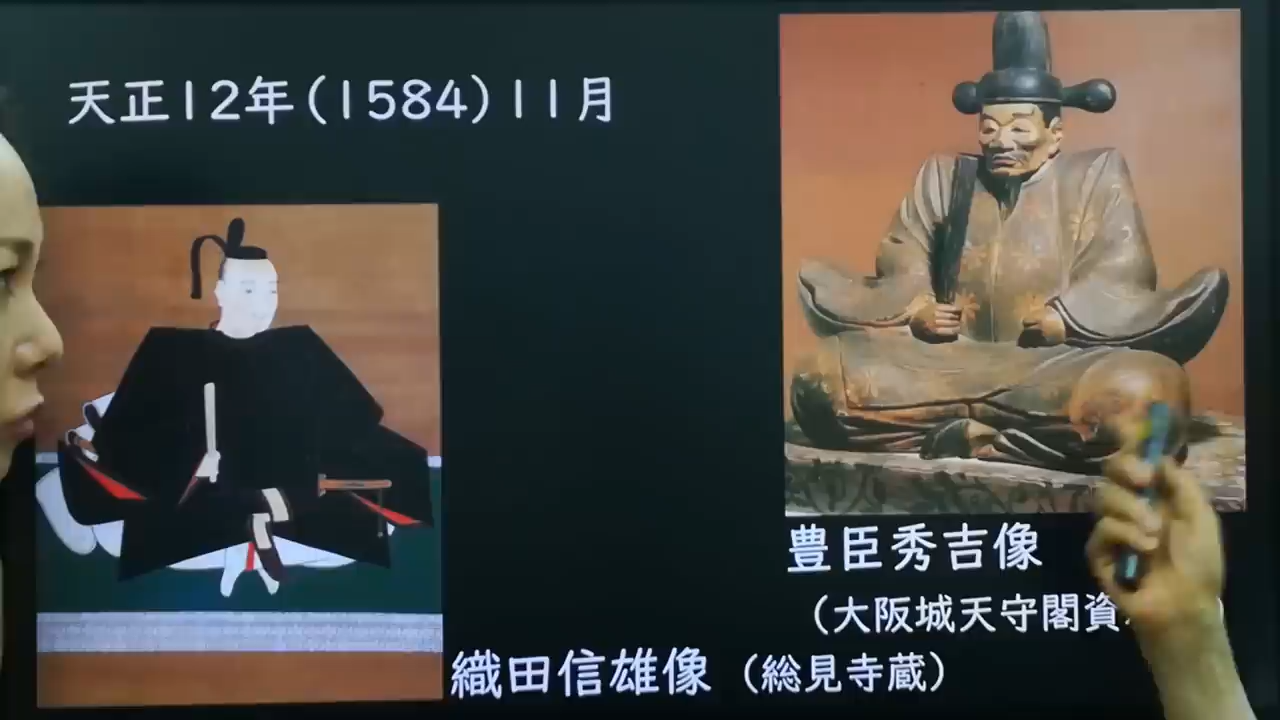 天正12年(1584)11月
豊臣秀吉像
(大阪城天守閣資
織田信雄像 (総見寺蔵)